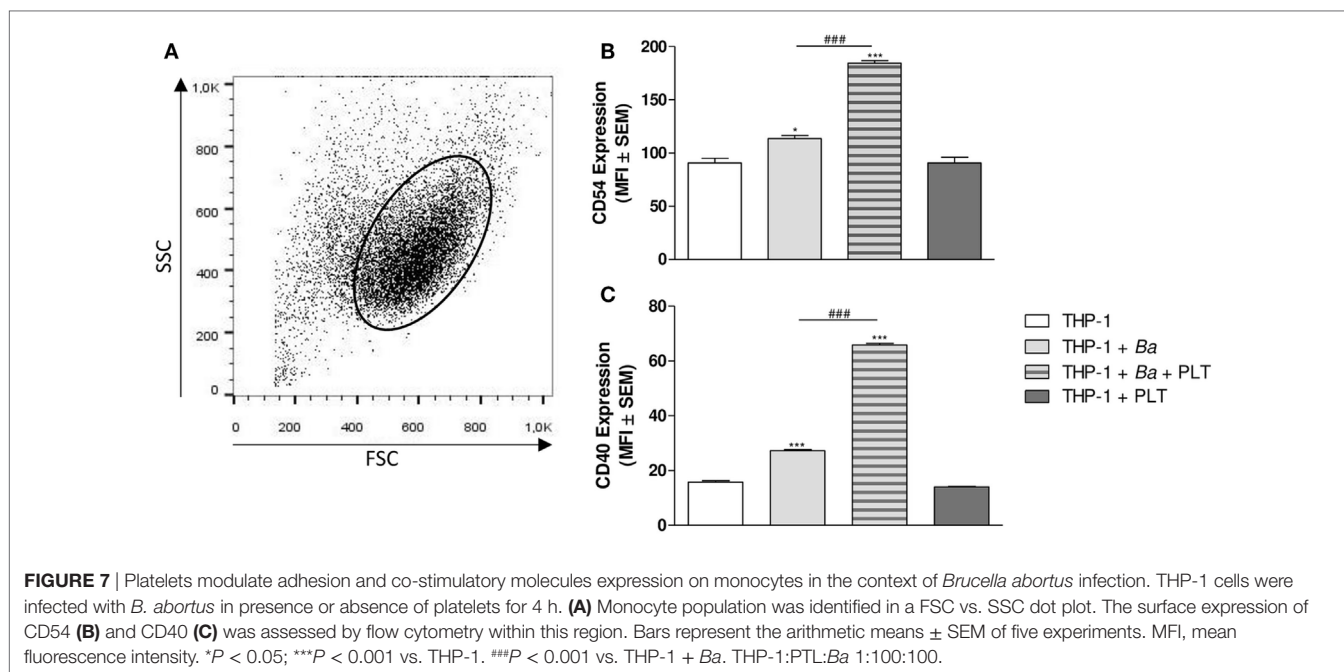 A
1,0K
800
600
400
200
0
SSC
0 200 400 600 800 1,0K
FSC
B
###
200
150
100
50
0
CD54 Expression
(MFI ± SEM)
*
***
C
###
80
60
40
20
0
CD40 Expression
(MFI ± SEM)
***
***
THP-1
THP-1 + Ba
THP-1 + Ba + PLT
THP-1 + PLT
FIGURE 7 | Platelets modulate adhesion and co-stimulatory molecules expression on monocytes in the context of Brucella abortus infection. THP-1 cells were
infected with B. abortus in presence or absence of platelets for 4 h. (A) Monocyte population was identified in a FSC vs. SSC dot plot. The surface expression of
CD54 (B) and CD40 (C) was assessed by flow cytometry within this region. Bars represent the arithmetic means ± SEM of five experiments. MFI, mean
fluorescence intensity. *P < 0.05; ***P < 0.001 vs. THP-1. ###P < 0.001 vs. THP-1 + Ba. THP-1:PTL:Ba 1:100:100.